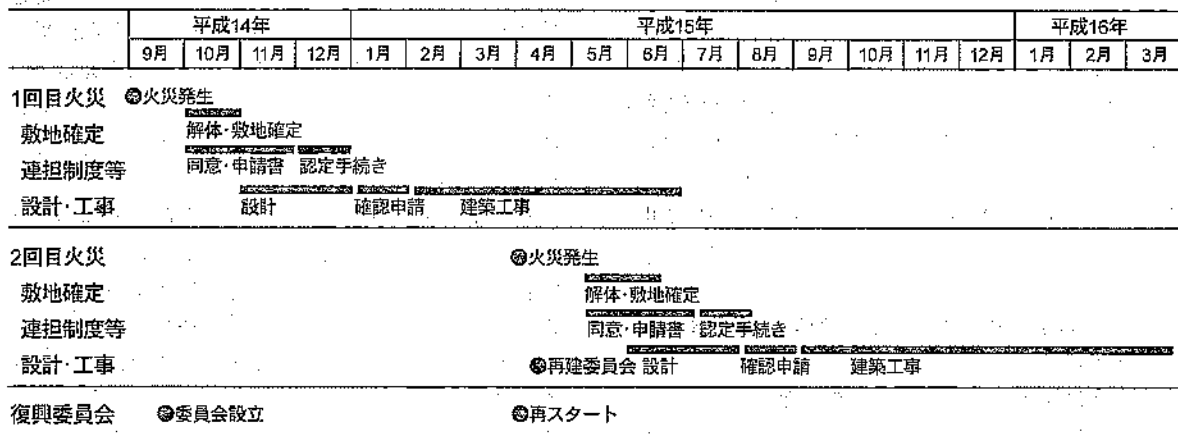 平成14年 平成15年 平成16年
9月 10月 11月 12月 1月 2月 3月 4月 5月 6月 7月 8月 9月 10月 11月 12月 1月 2月 3月
1回目火災 火災発生
敷地確定 解体・敷地確定
連担制度等 同意・申請書 認定手続き
設計・工事 設計 確認申請 建築工事
2回目火災 火災発生
敷地確定 解体・敷地確定
連担制度等 同意・申請書 認定手続き
設計・工事 再建委員会 設計 確認申請 建築工事
復興委員会 委員会設立 再スタート